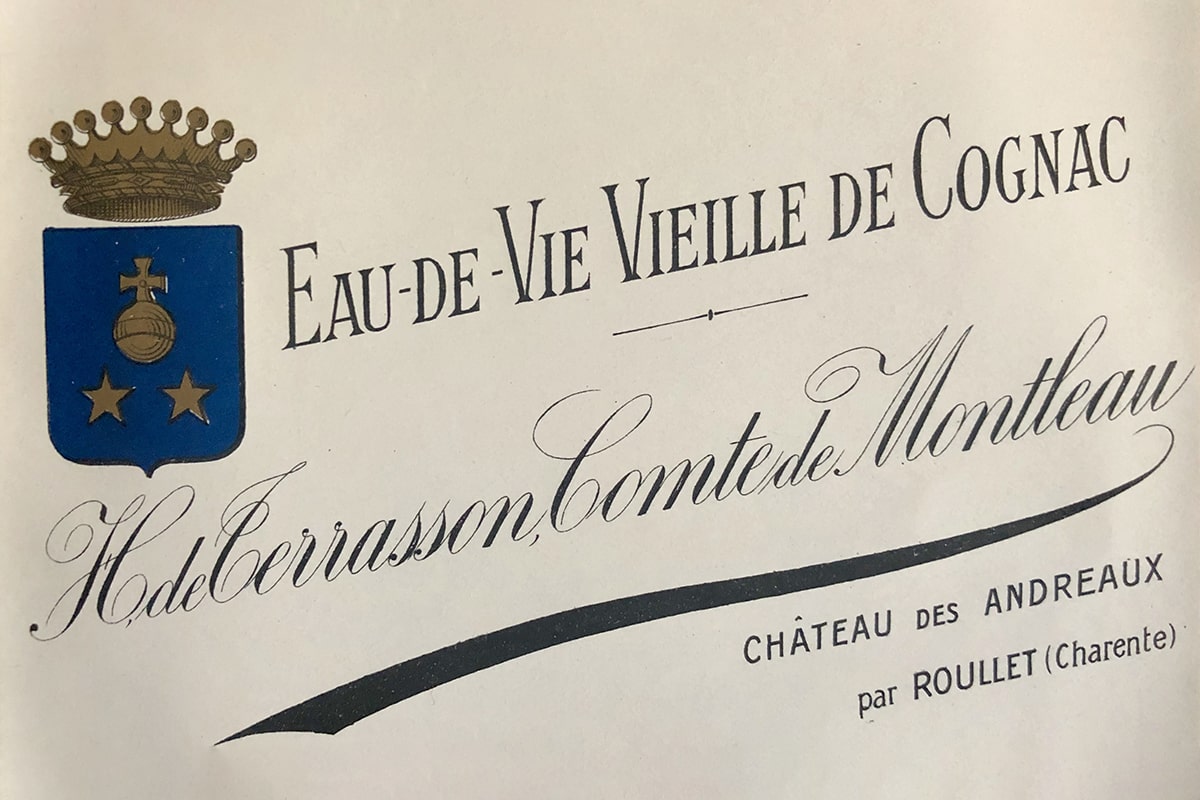 EAU-DE-VIE VIEILLE DE COGNAC
H. de Terrasson, Comte de Montleau
CHÂTEAU DES ANDREAUX
par ROULLET (Charente)